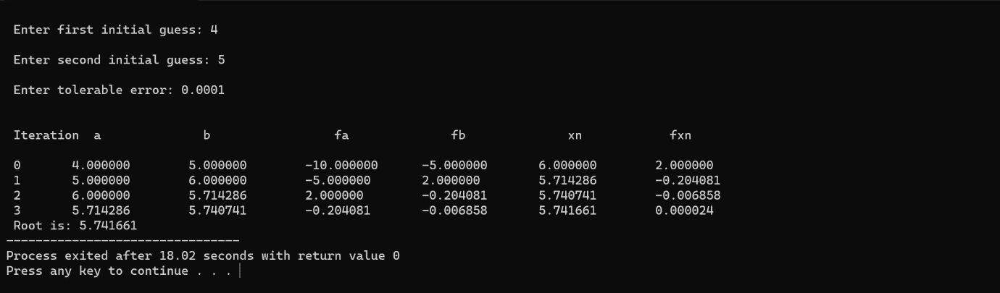 Enter first initial guess: 4
Enter second initial guess: 5
Enter tolerable error: 0.0001
Iteration a b fa fb xn fxn
0 4.000000 5.000000 -10.000000 -5.000000 6.000000 2.000000
1 5.000000 6.000000 -5.000000 2.000000 5.714286 -0.204081
2 6.000000 5.714286 2.000000 -0.204081 5.740741 -0.006858
3 5.714286 5.740741 -0.204081 -0.006858 5.741661 0.000024
Root is: 5.741661
--------------------------------
Process exited after 18.02 seconds with return value 0
Press any key to continue . . .